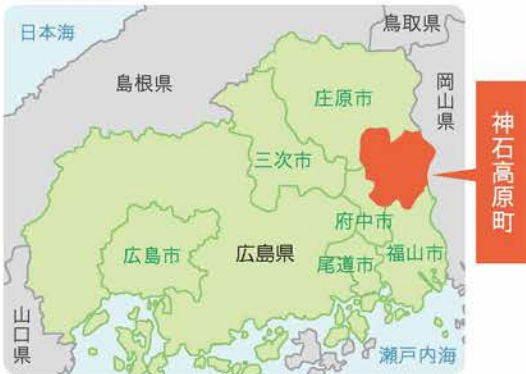 日本海
鳥取県
島根県
岡山県
庄原市
神石高原町
三次市
府中市
広島市
広島県
尾道市
福山市
山口県
瀬戸内海